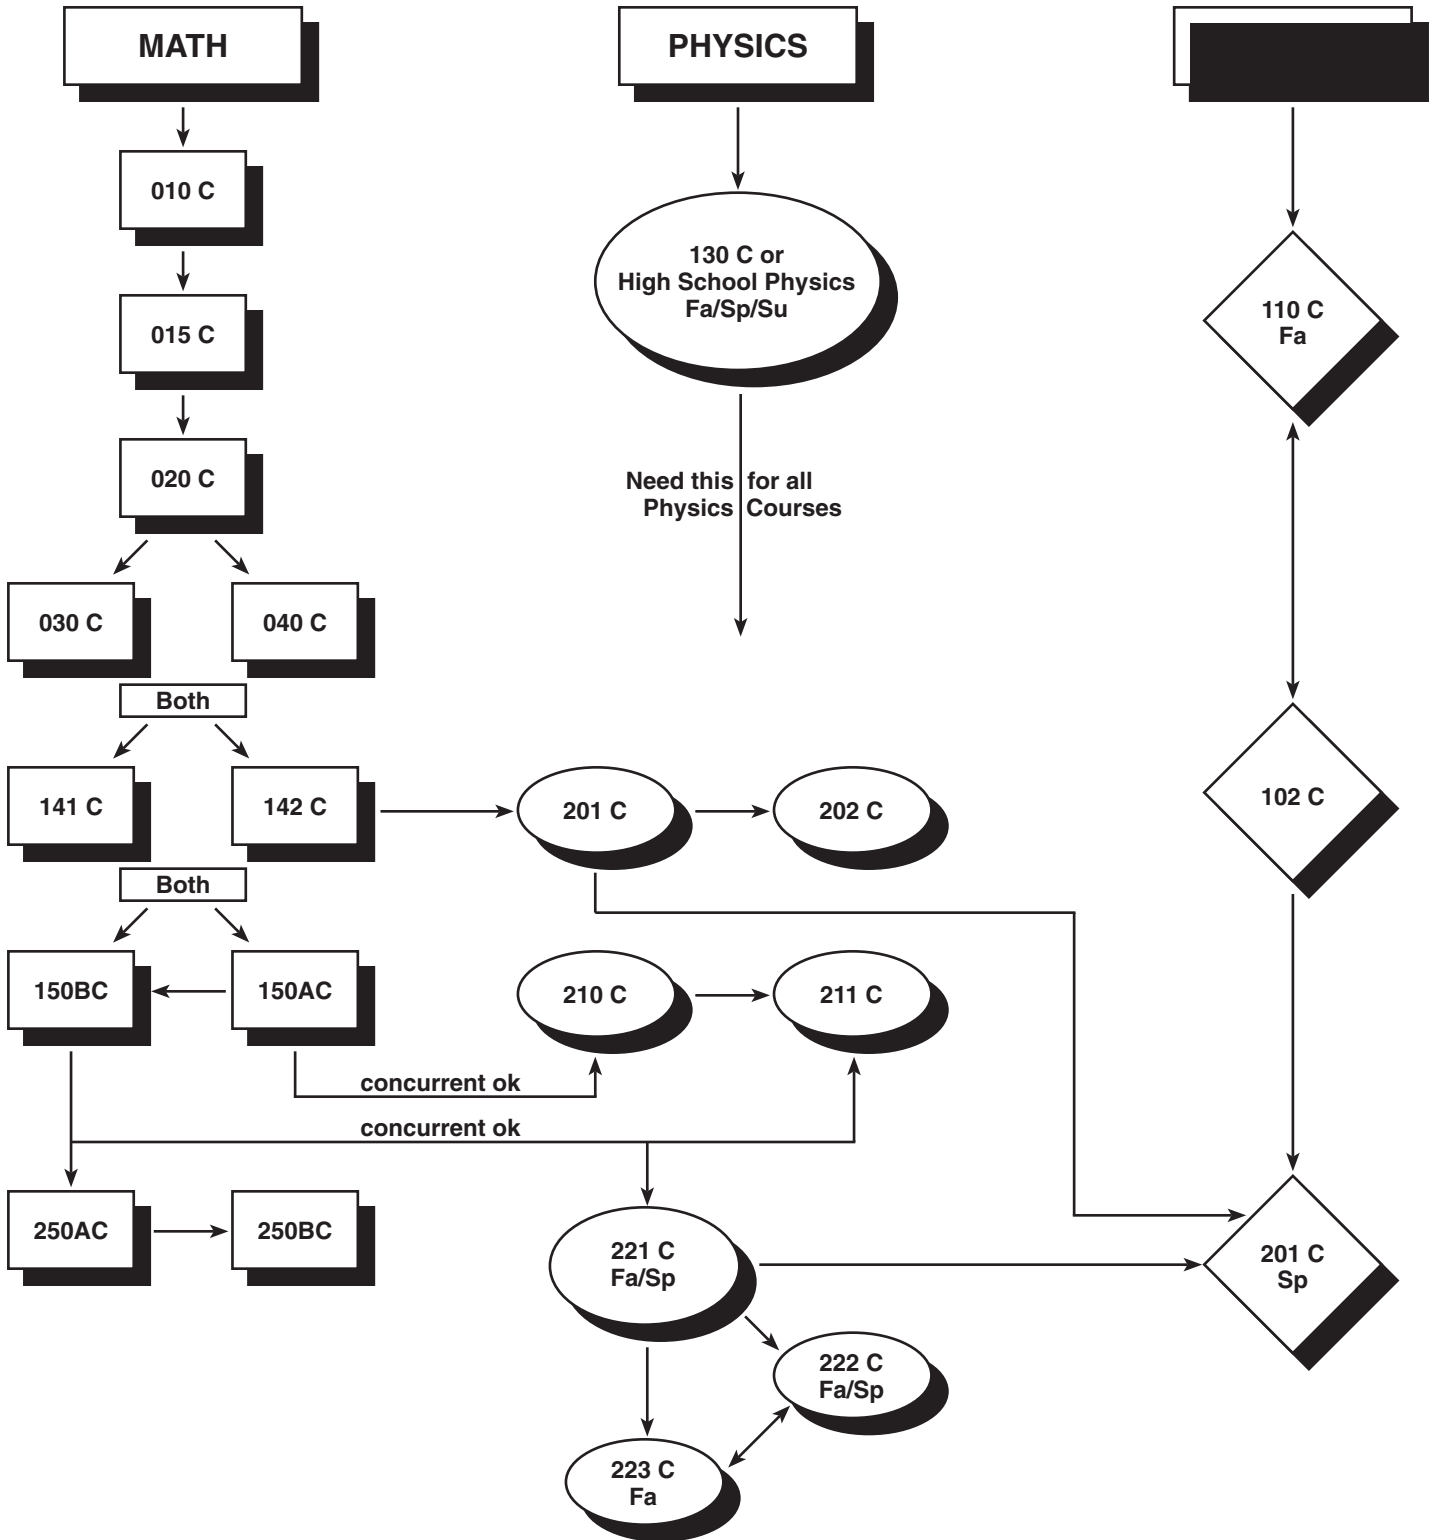 MATH
PHYSICS
010 C
130 C or
High School Physics
Fa/Sp/Su
110 C
Fa
015 C
020 C
Need this for all
Physics Courses
030 C
040 C
Both
141 C
142 C
201 C
202 C
102 C
Both
150BC
150AC
210 C
211 C
concurrent ok
concurrent ok
250AC
250BC
221 C
Fa/Sp
201 C
Sp
222 C
Fa/Sp
223 C
Fa